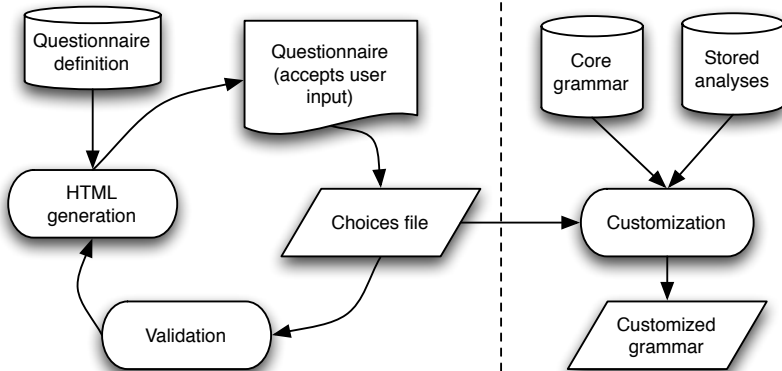 Questionnaire
definition
Questionnaire
(accepts user
input)
Core
grammar
Stored
analyses
HTML
generation
Choices file
Customization
Validation
Customized
grammar